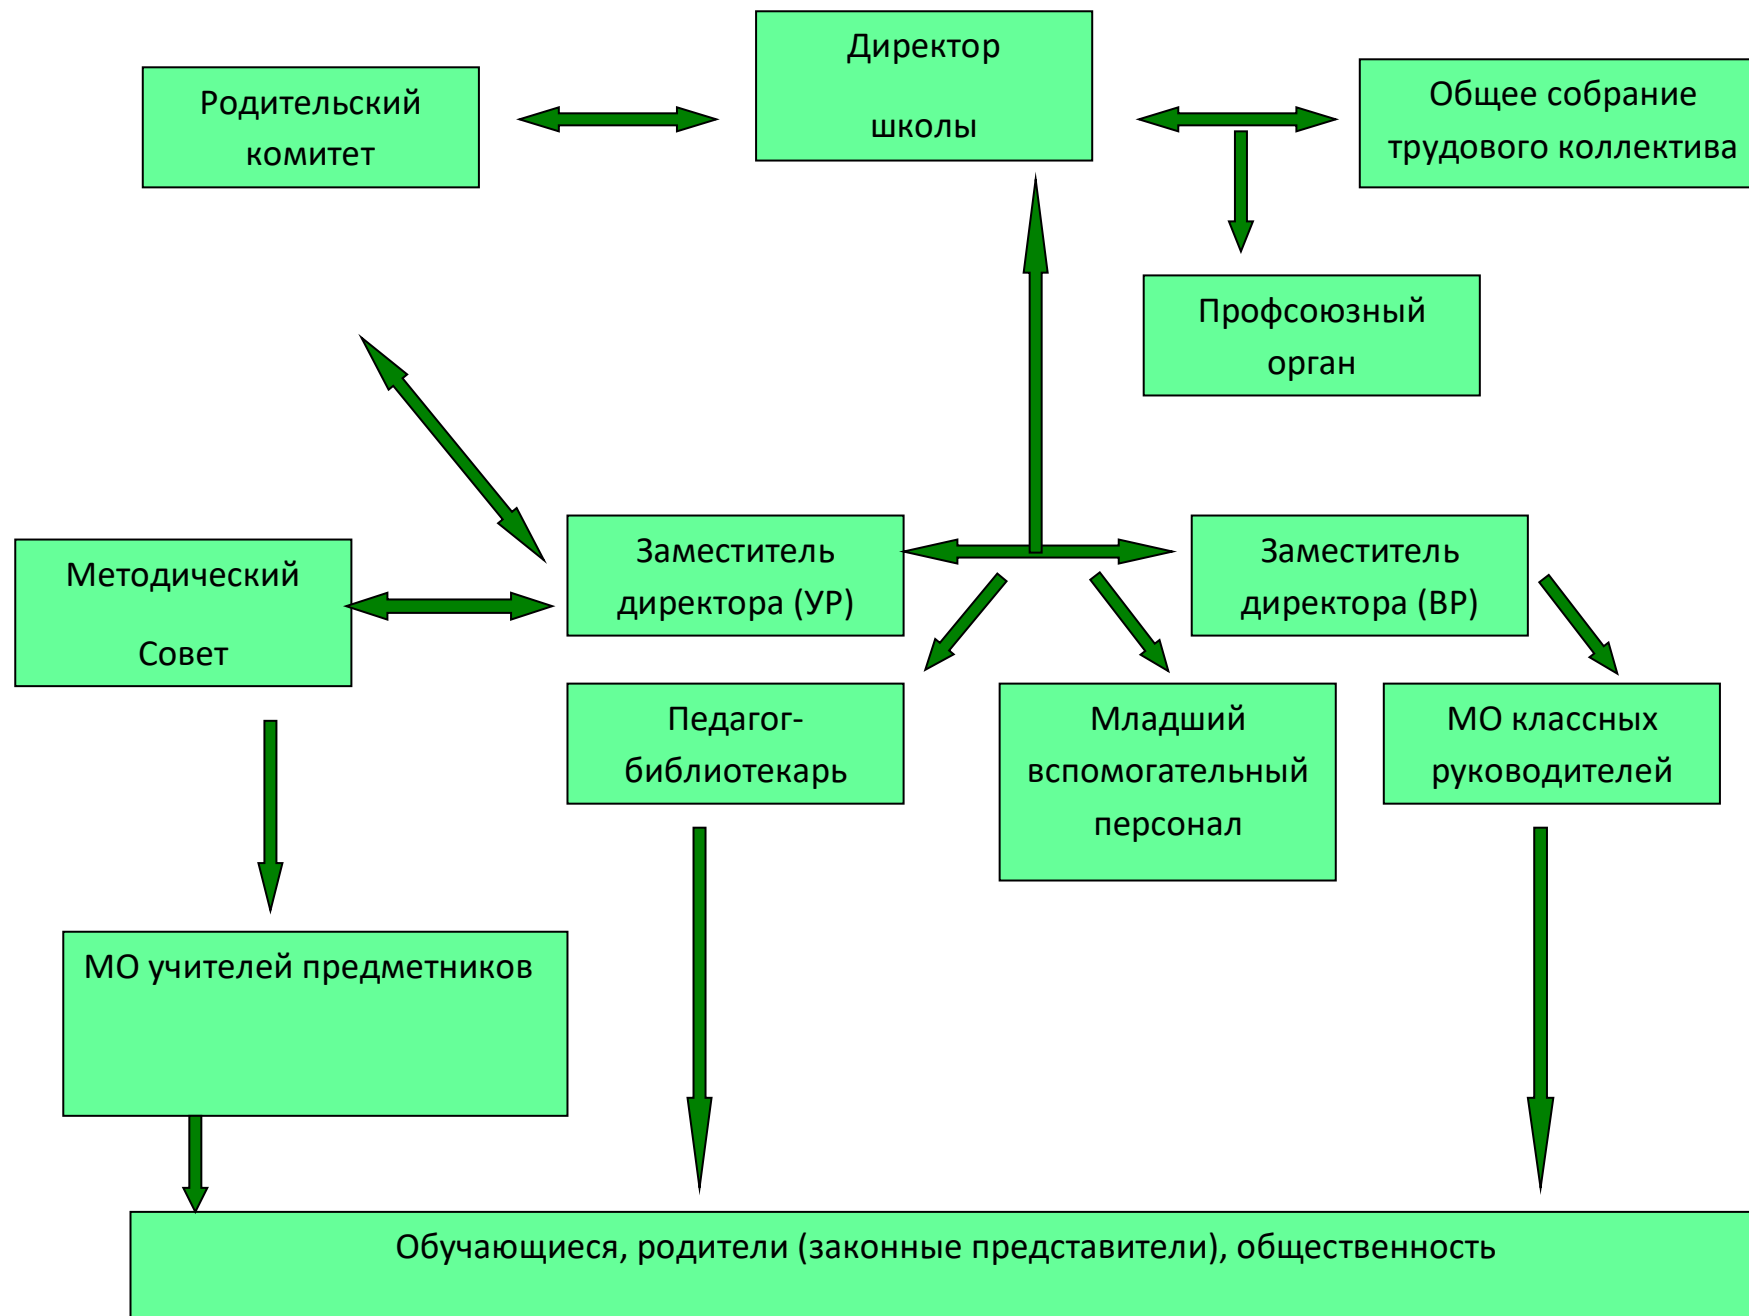 Директор
школы
Родительский
комитет
Общее собрание
трудового коллектива
Профсоюзный
орган
Методический
Совет
Заместитель
директора (УР)
Заместитель
директора (ВР)
Педагог-
библиотекарь
Младший
вспомогательный
персонал
МО классных
руководителей
МО учителей предметников
Обучающиеся, родители (законные представители), общественность